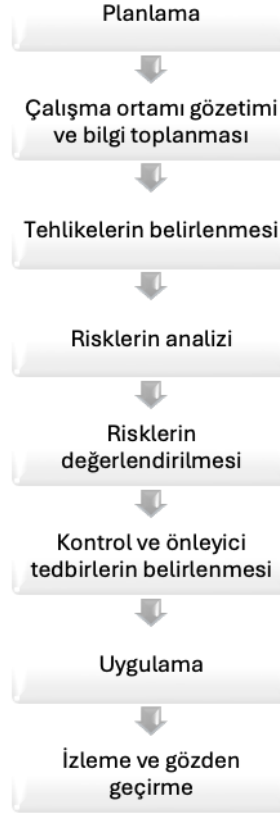 Planlama
Çalışma ortamı gözetimi
ve bilgi toplanması
Tehlikelerin belirlenmesi
Risklerin analizi
Risklerin
değerlendirilmesi
Kontrol ve önleyici
tedbirlerin belirlenmesi
Uygulama
İzleme ve gözden
geçirme